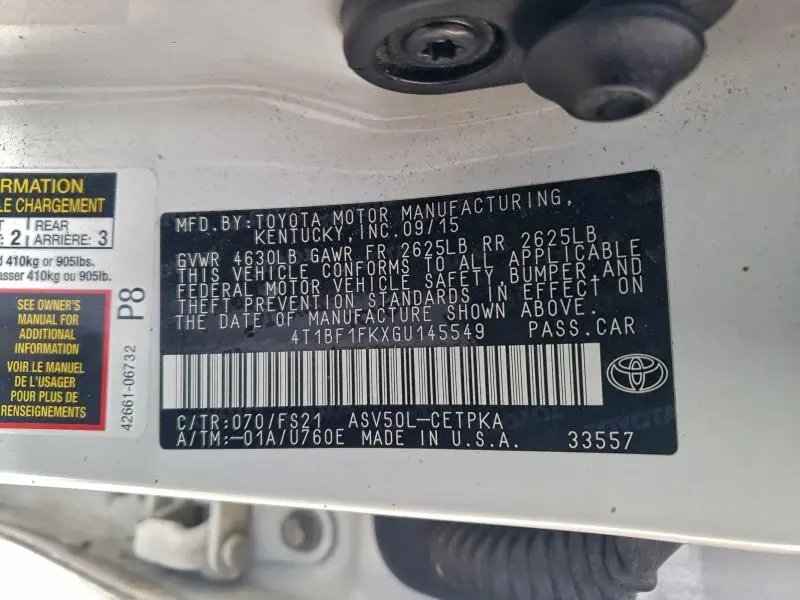 RMATION
LE CHARGEMENT
REAR
: 2 ARRIÈRE: 3
d 410kg or 905lbs.
asser 410 kg ou 905lb.
SEE OWNER'S
MANUAL FOR
ADDITIONAL
INFORMATION
VOIR LE MANUEL
DE L'USAGER
POUR PLUS DE
RENSEIGNEMENTS
P8
42661-06732
MFD.BY:TOYOTA MOTOR MANUFACTURING,
KENTUCKY,INC.09/15
GVWR 4630LB GAWR FR 2625LB RR 2625LB
THIS VEHICLE CONFORMS TO ALL APPLICABLE
FEDERAL MOTOR VEHICLE SAFETY,BUMPER,AND
THEFT PREVENTION STANDARDS IN EFFECT ON
THE DATE OF MANUFACTURE SHOWN ABOVE.
4T1BF1FKXGU145549 PASS.CAR
C/TR:070/FS21 ASV50L-CETPKA
A/TM:-01A/U760E MADE IN U.S.A. 33557